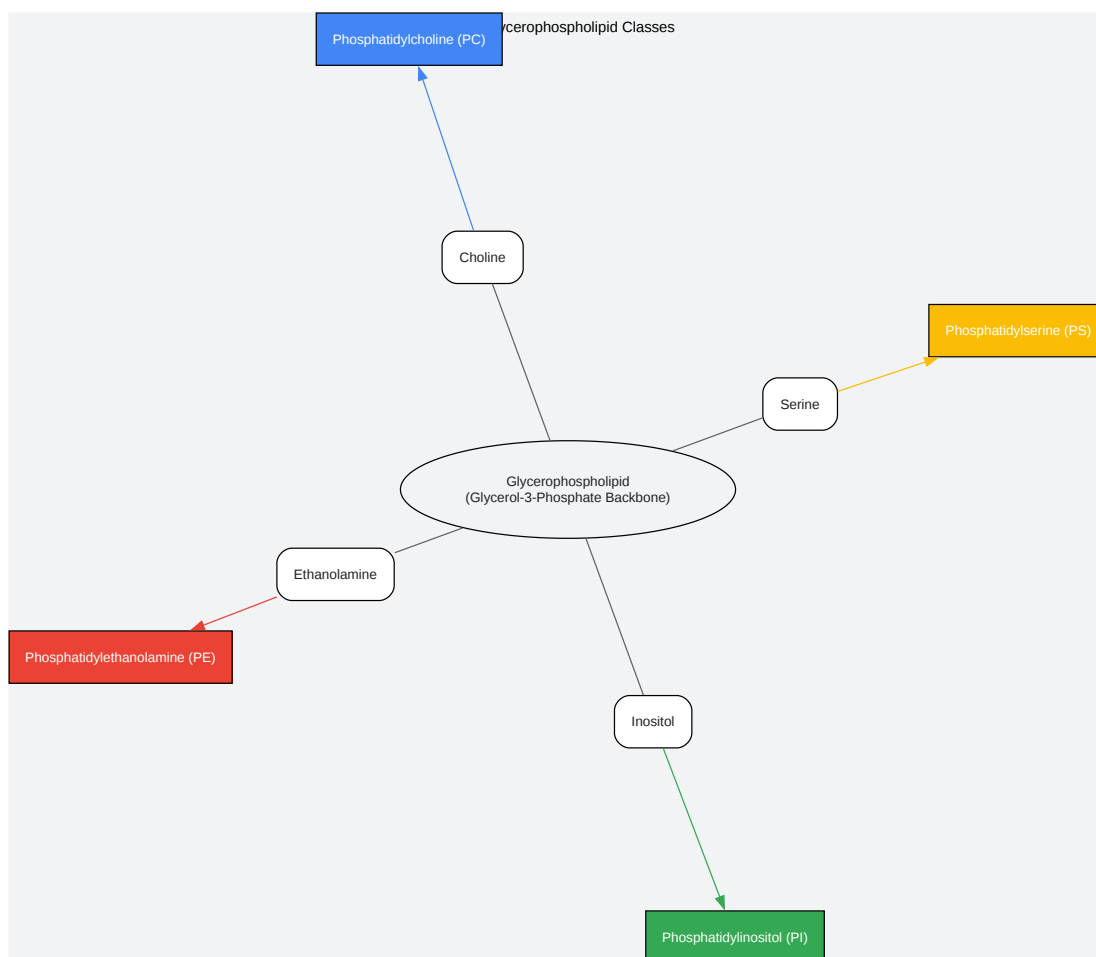 Phosphatidylcholine (PC)
ycerophospholipid Classes
Choline
Phosphatidylserine (PS)
Serine
Glycerophospholipid
(Glycerol-3-Phosphate Backbone)
Ethanolamine
Phosphatidylethanolamine (PE)
Inositol
Phosphatidylinositol (PI)